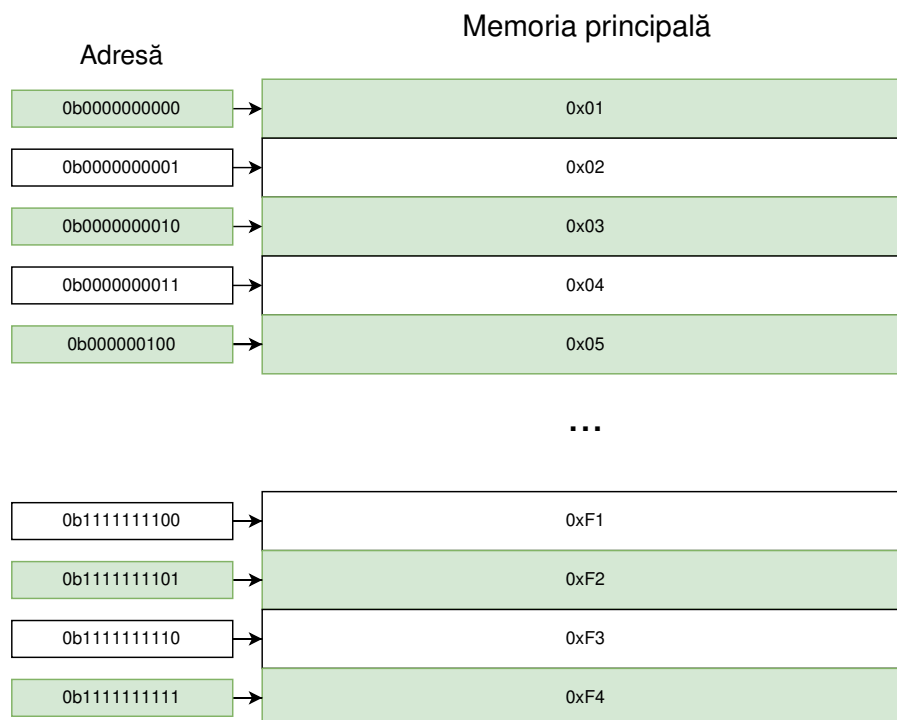 Memoria principală
Adresă
0b0000000000 0x01
0b0000000001 0x02
0b0000000010 0x03
0b0000000011 0x04
0b000000100 0x05
...
0b1111111100 0xF1
0b1111111101 0xF2
0b1111111110 0xF3
0b1111111111 0xF4